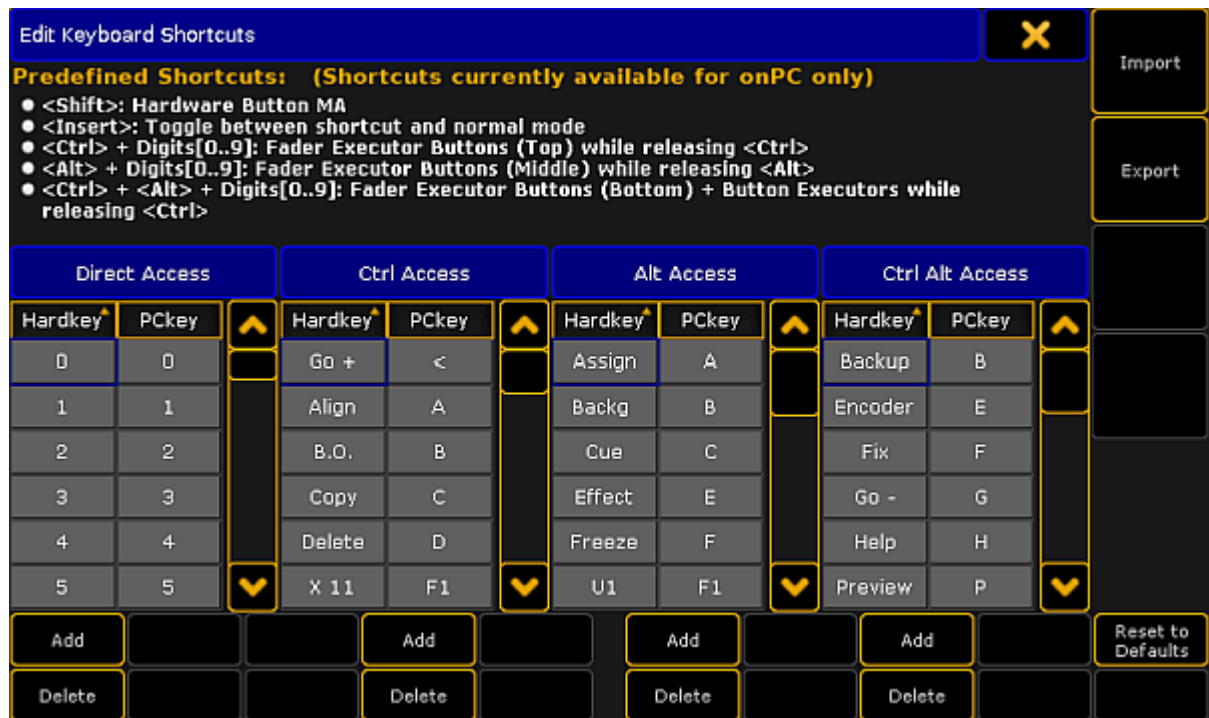 Edit Keyboard Shortcuts
Import
Predefined Shortcuts: (Shortcuts currently available for onPC only)
● <Shift>: Hardware Button MA
● <Insert>: Toggle between shortcut and normal mode
● <Ctrl> + Digits[0..9]: Fader Executor Buttons (Top) while releasing <Ctrl>
● <Alt> + Digits[0..9]: Fader Executor Buttons (Middle) while releasing <Alt>
● <Ctrl> + <Alt> + Digits[0..9]: Fader Executor Buttons (Bottom) + Button Executors while
releasing <Ctrl>
Export
Direct Access Ctrl Access Alt Access Ctrl Alt Access
Hardkey PCkey Hardkey PCkey Hardkey PCkey Hardkey PCkey
0 0 Go + < Assign A Backup B
1 1 Align A Backg B Encoder E
2 2 B.O. B Cue C Fix F
3 3 Copy C Effect E Go - G
4 4 Delete D Freeze F Help H
5 5 X 11 F1 U1 F1 Preview P
Add Add Add Add Reset to
Defaults
Delete Delete Delete Delete